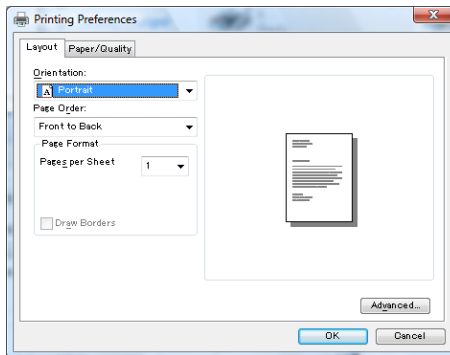 Printing Preferences
Layout
Paper/Quality
Orientation:
A Portrait
Page Order:
Front to Back
Page Format
Pages per Sheet
1
Draw Borders
Advanced...
OK
Cancel